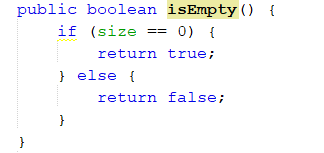 public boolean isEmpty() {
    if (size == 0) {
        return true;
    } else {
        return false;
    }
}